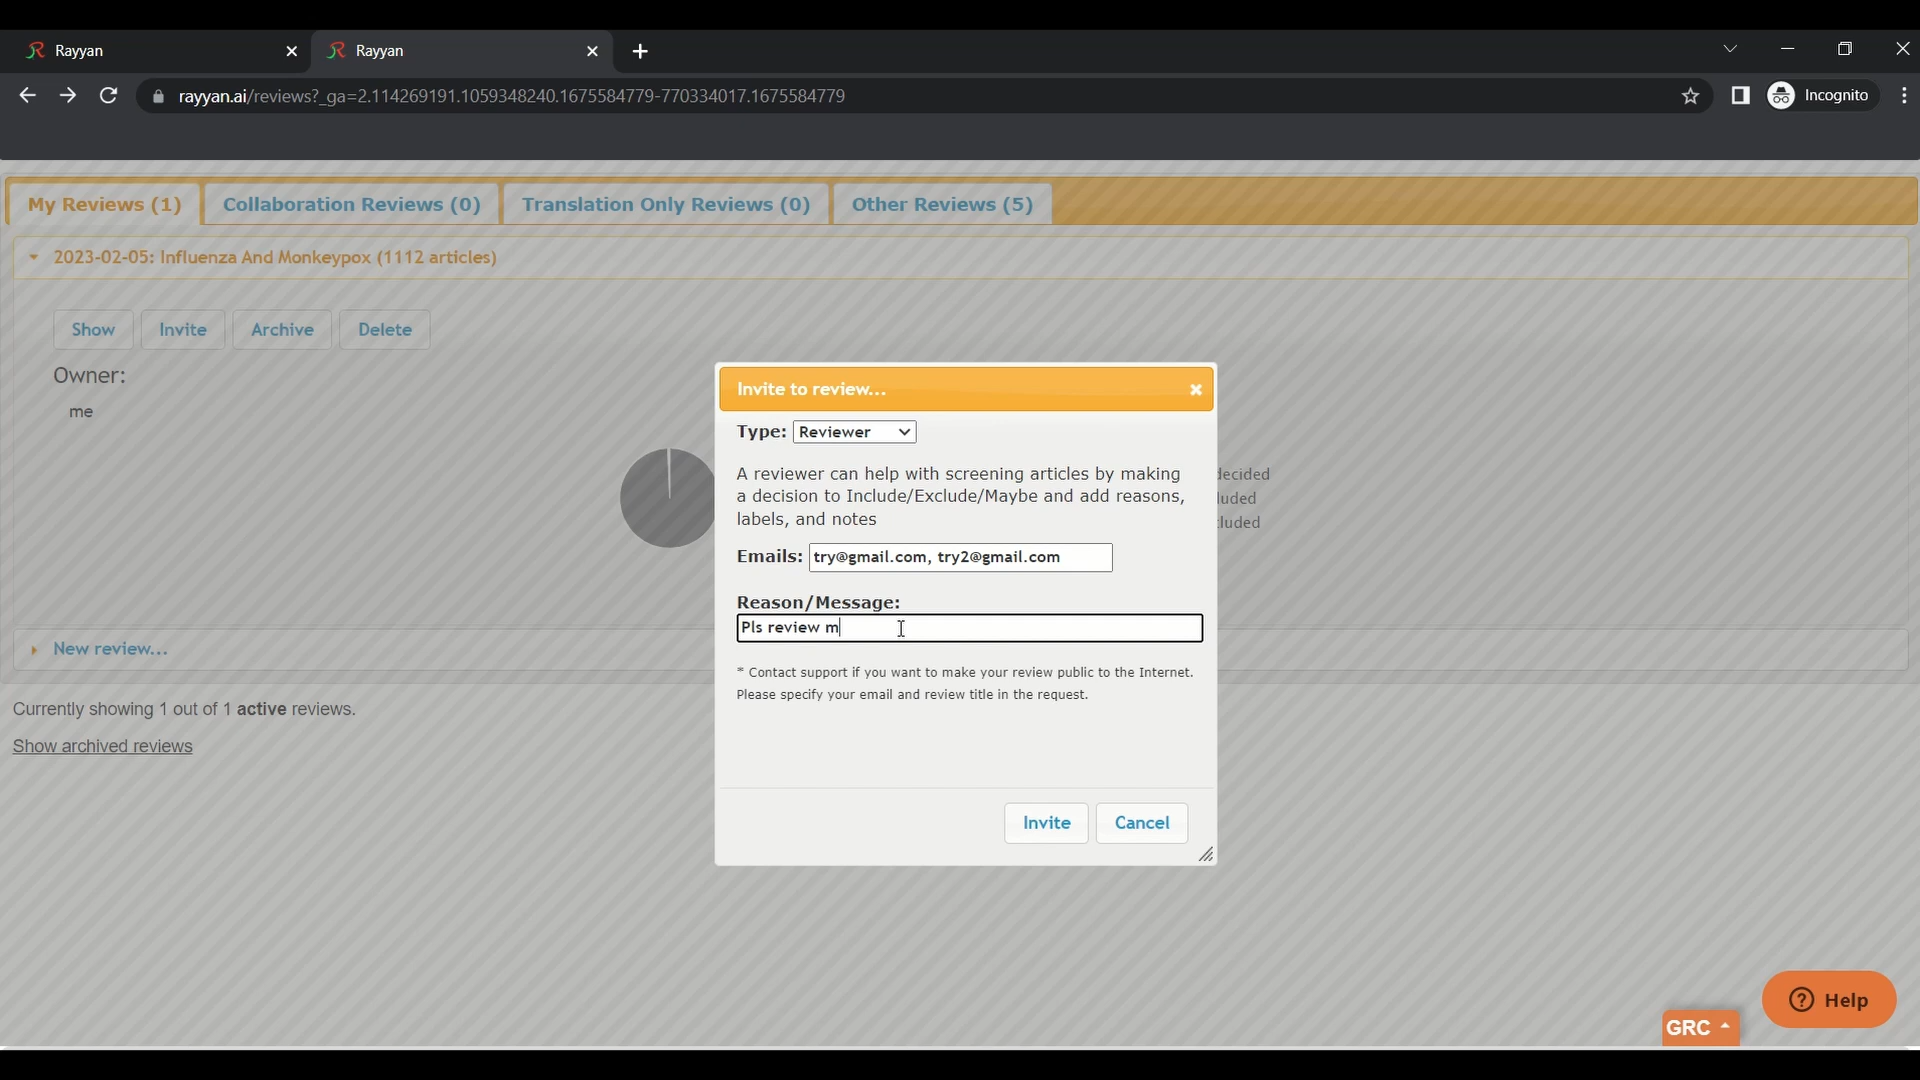 Rayyan
Rayyan
rayyan.ai/reviews?_ga=2.114269191.1059348240.1675584779-770334017.1675584779
Incognito
My Reviews (1)
Collaboration Reviews (0)
Translation Only Reviews (0)
Other Reviews (5)
2023-02-05: Influenza And Monkeypox (1112 articles)
Show
Invite
Archive
Delete
Owner:
me
Invite to review...
Type: Reviewer
A reviewer can help with screening articles by making
a decision to Include/Exclude/Maybe and add reasons,
labels, and notes
Emails: try@gmail.com, try2@gmail.com
Reason/Message:
Pls review m
* Contact support if you want to make your review public to the Internet.
Please specify your email and review title in the request.
Invite
Cancel
New review...
Currently showing 1 out of 1 active reviews.
Show archived reviews
Help
GRC